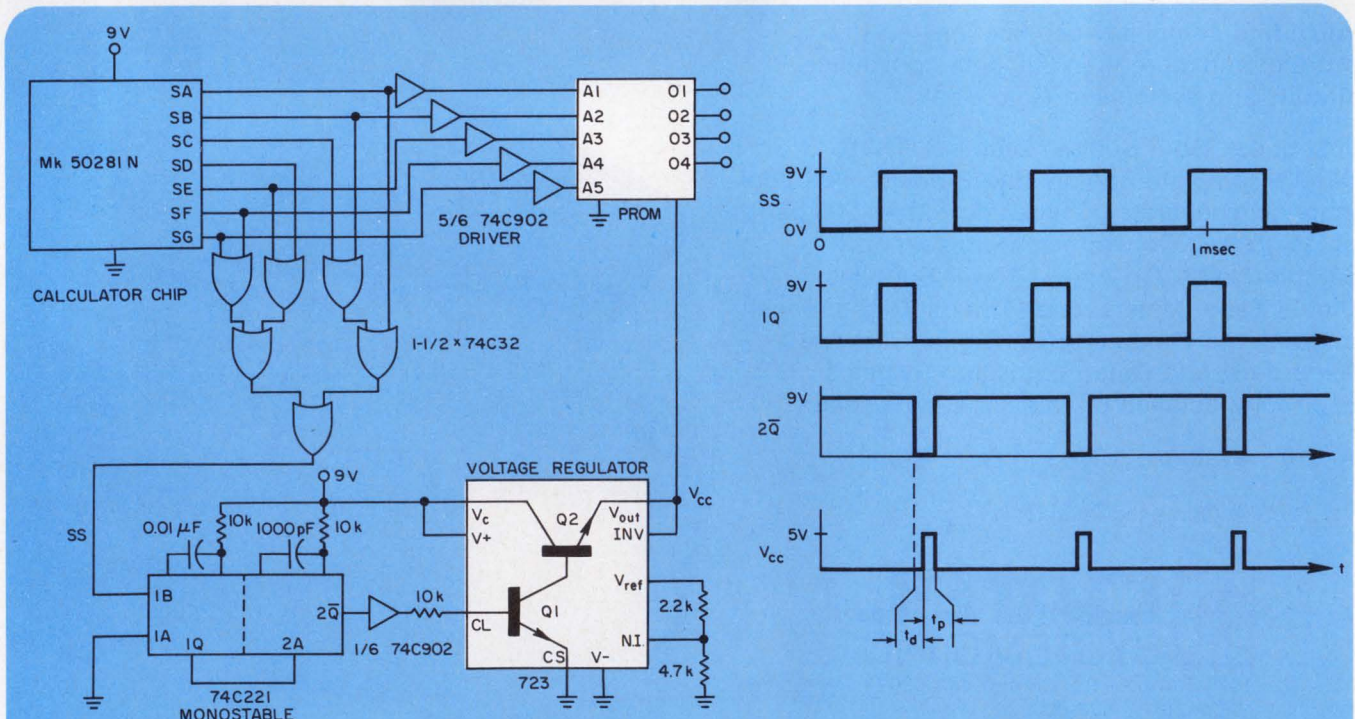 9V
Mk 50281N
SA
SB
SC
SD
SE
SF
SG
CALCULATOR CHIP
A1
A2
A3
A4
A5
O1
O2
O3
O4
PROM
5/6 74C902
DRIVER
1-1/2 × 74C32
SS
9V
0.01 μF
10k
1000pF
10k
1B
1A
1Q
2A
2Q̅
74C221
MONOSTABLE
1/6 74C902
10k
VOLTAGE REGULATOR
Vc
V+
Q2
Vout
INV
Vcc
CL
Q1
Vref
N.I.
CS
V-
723
2.2k
4.7k
9V
SS
0V
0
1msec
9V
1Q
9V
2Q̅
5V
Vcc
t
td
tp